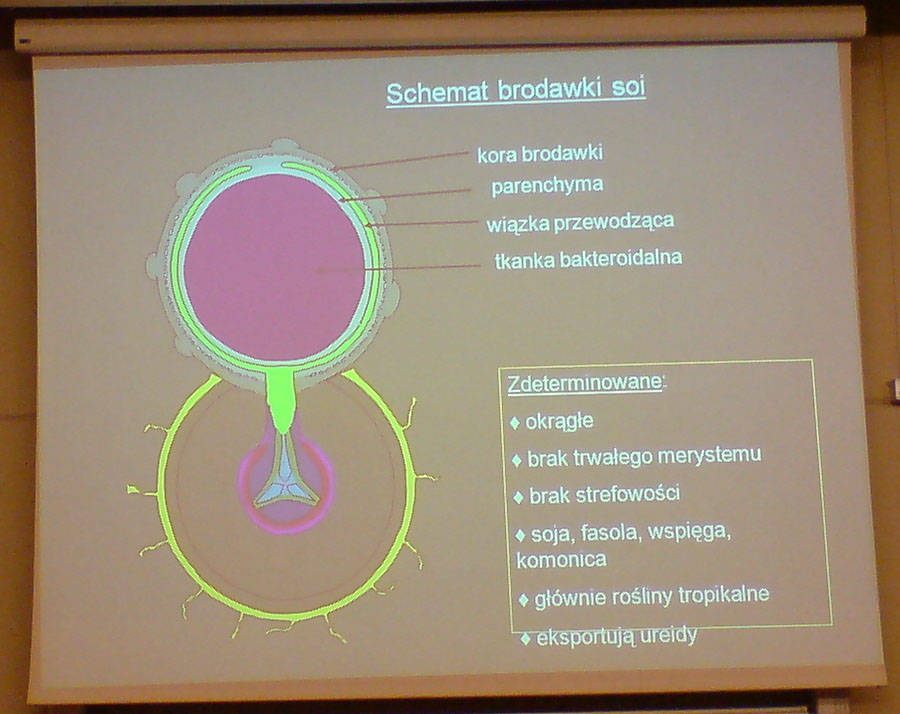 Schemat brodawki soi
kora brodawki
parenchyma
wiązka przewodząca
tkanka bakteroidalna
Zdeterminowane:
♦ okrągłe
♦ brak trwałego merystemu
♦ brak strefowości
♦ soja, fasola, wspięga,
komonica
♦ głównie rośliny tropikalne
♦ eksportują ureidy